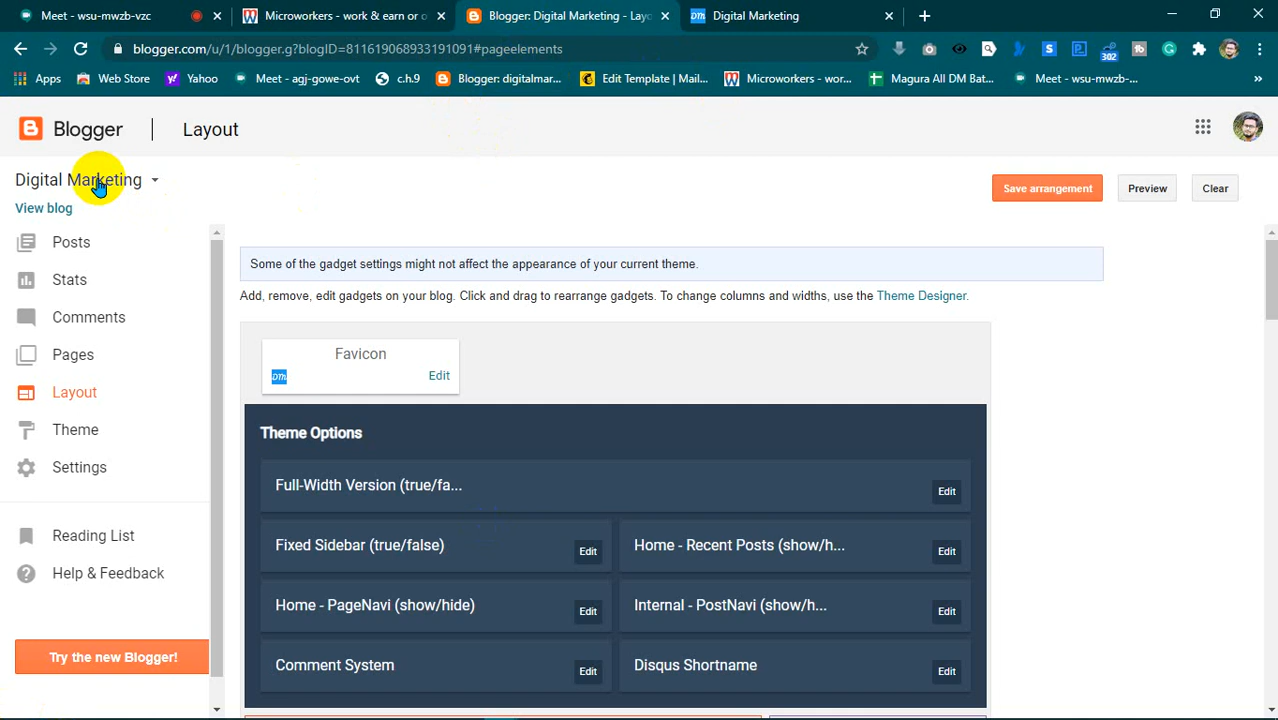 Meet - wsu-mwzb-vzc
Microworkers - work & earn or o
Blogger: Digital Marketing - Layo
Digital Marketing
blogger.com/u/1/blogger.g?blogID=811619068933191091#pageelements
302
Apps
Web Store
Yahoo
Meet - agj-gowe-ovt
c.h.9
Blogger: digitalmar...
Edit Template | Mail...
Microworkers - wor...
Magura All DM Bat...
Meet - wsu-mwzb-...
»
Blogger
Layout
Digital Marketing
View blog
Save arrangement
Preview
Clear
Posts
Stats
Comments
Pages
Layout
Theme
Settings
Reading List
Help & Feedback
Try the new Blogger!
Some of the gadget settings might not affect the appearance of your current theme.
Add, remove, edit gadgets on your blog. Click and drag to rearrange gadgets. To change columns and widths, use the Theme Designer.
Favicon
DM
Edit
Theme Options
Full-Width Version (true/fa...
Edit
Fixed Sidebar (true/false)
Edit
Home - Recent Posts (show/h...
Edit
Home - PageNavi (show/hide)
Edit
Internal - PostNavi (show/h...
Edit
Comment System
Edit
Disqus Shortname
Edit